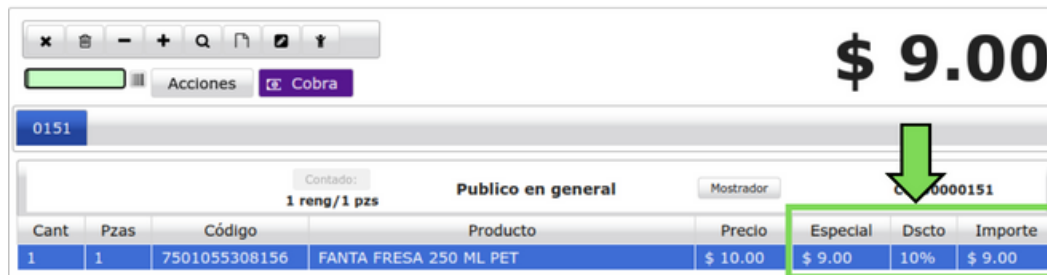 $ 9.00
Acciones Cobra
0151
Contado:
1 reng/1 pzs
Publico en general
Mostrador
0000151
Cant Pzas Código Producto Precio Especial Dscto Importe
1 1 7501055308156 FANTA FRESA 250 ML PET $ 10.00 $ 9.00 10% $ 9.00